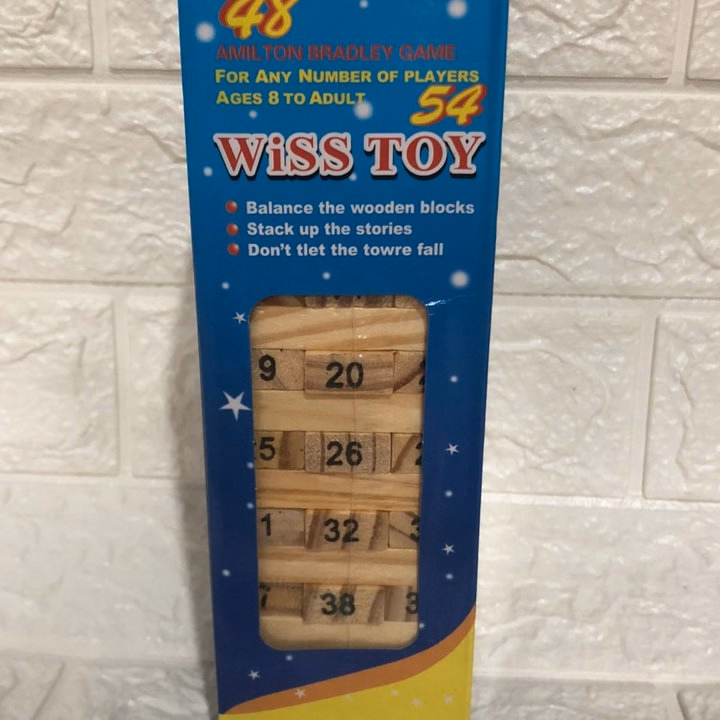 48
AMILTON BRADLEY GAME
FOR ANY NUMBER OF PLAYERS
AGES 8 TO ADULT
54
WiSS TOY
Balance the wooden blocks
Stack up the stories
Don't tlet the towre fall
9 20
5 26
1 32
38